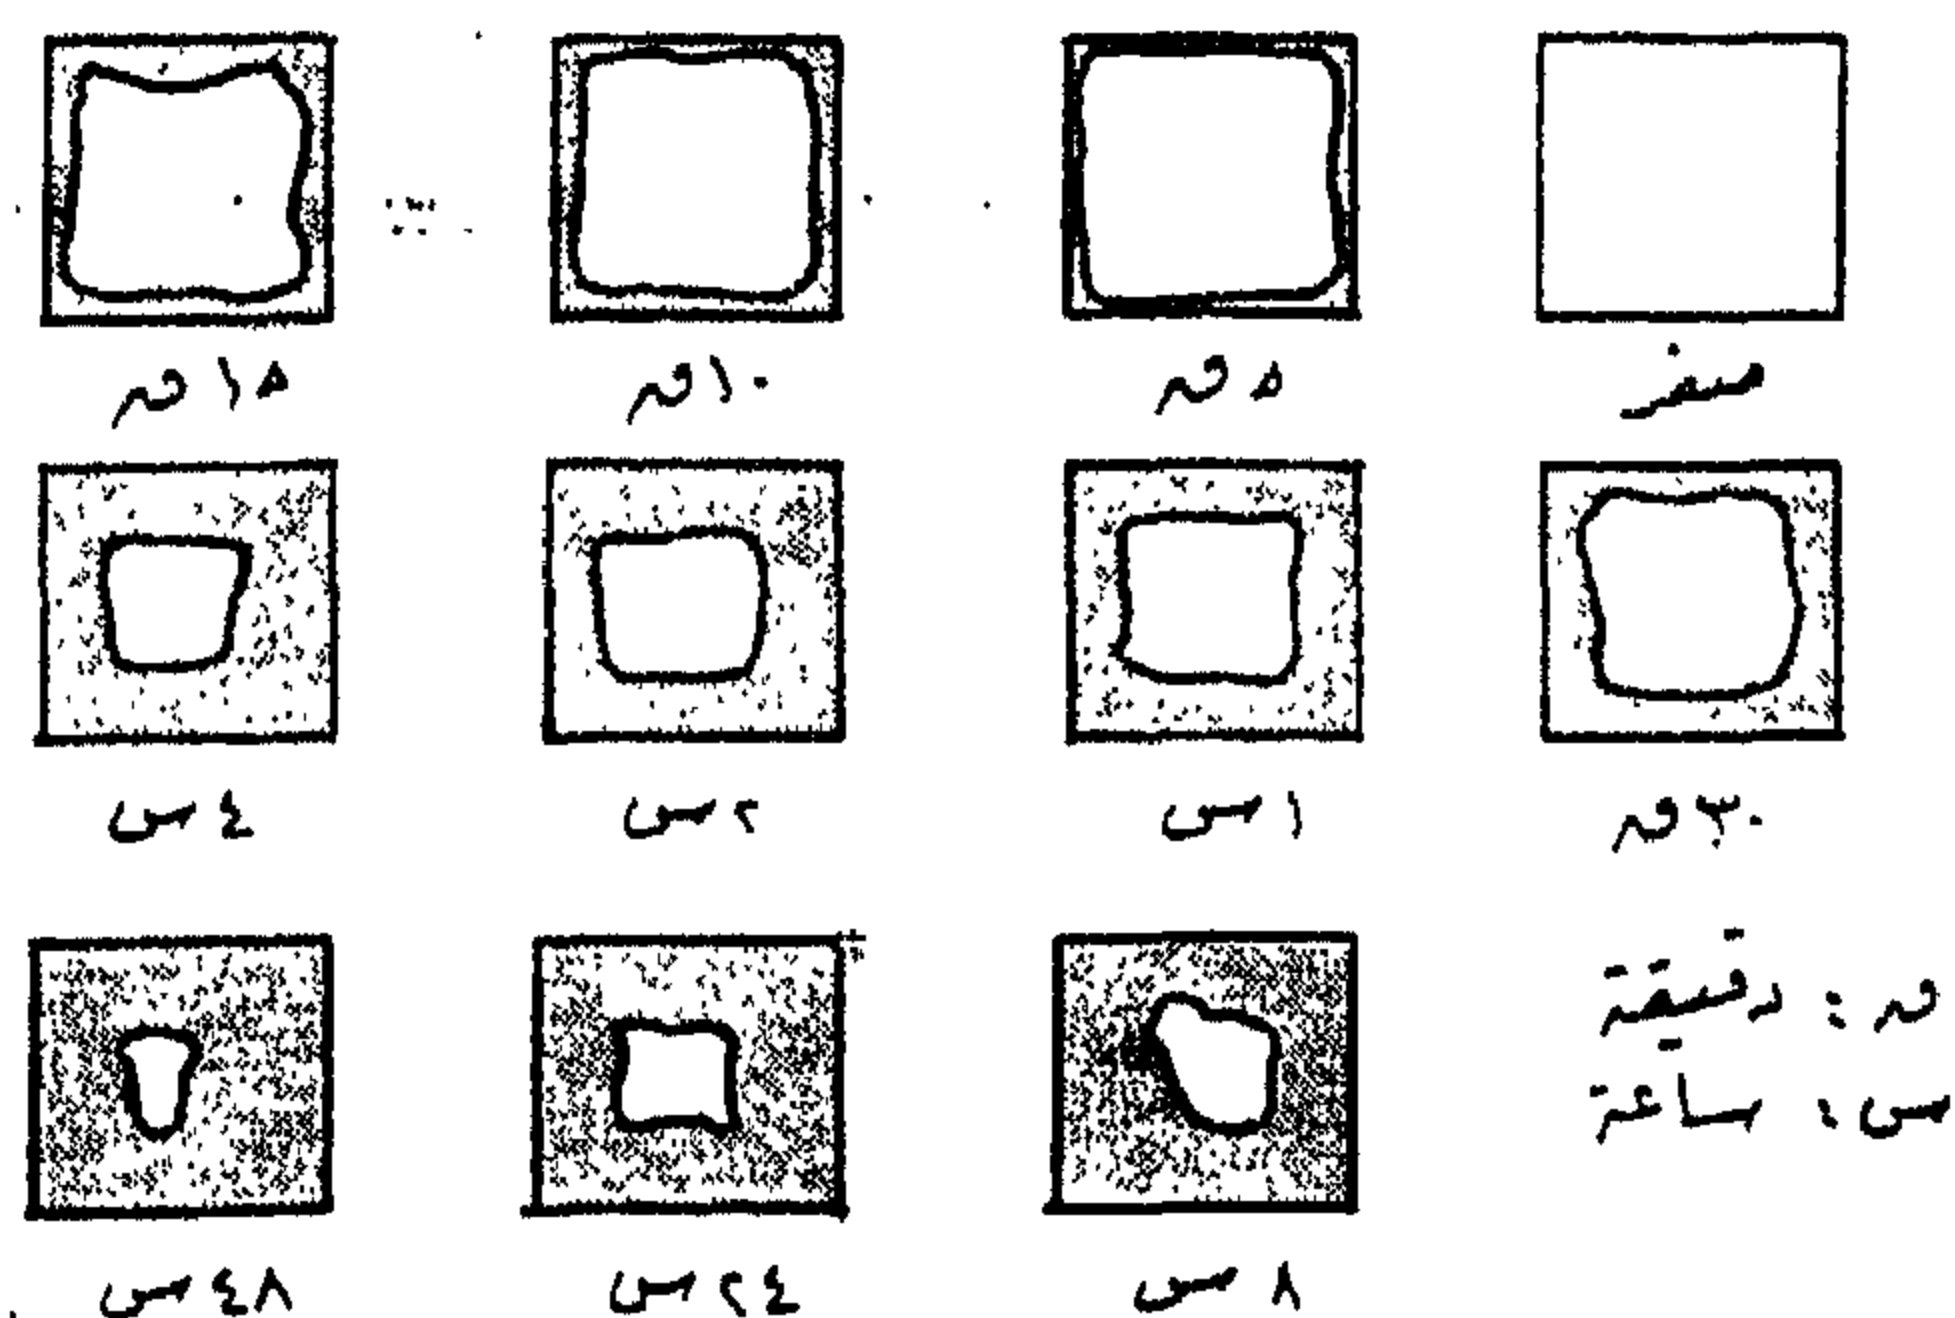 صفر ٥ ق ١٠ ق ١٥ ق
٣٠ ق ١ س ٢ س ٤ س
ق : دقيقة
س : ساعة
٨ س ٢٤ س ٤٨ س